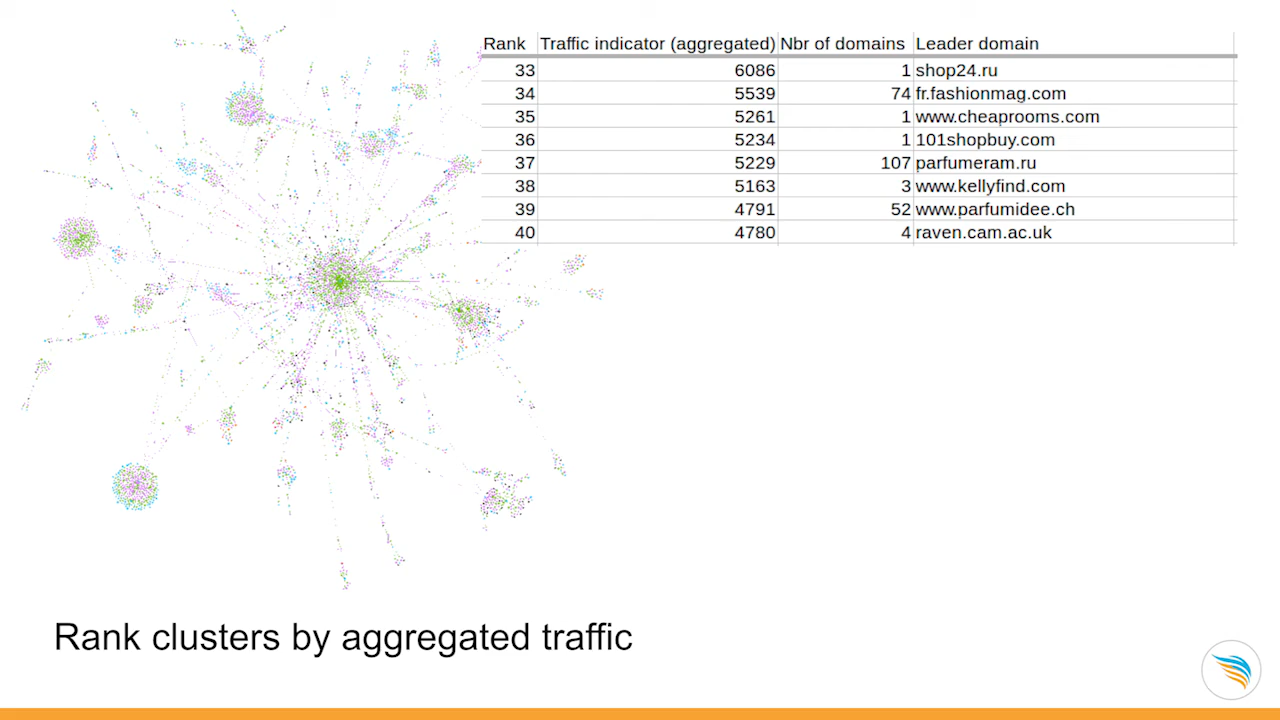 Rank Traffic indicator (aggregated) Nbr of domains Leader domain
33 6086 1 shop24.ru
34 5539 74 fr.fashionmag.com
35 5261 1 www.cheaprooms.com
36 5234 1 101shopbuy.com
37 5229 107 parfumeram.ru
38 5163 3 www.kellyfind.com
39 4791 52 www.parfumidee.ch
40 4780 4 raven.cam.ac.uk
Rank clusters by aggregated traffic